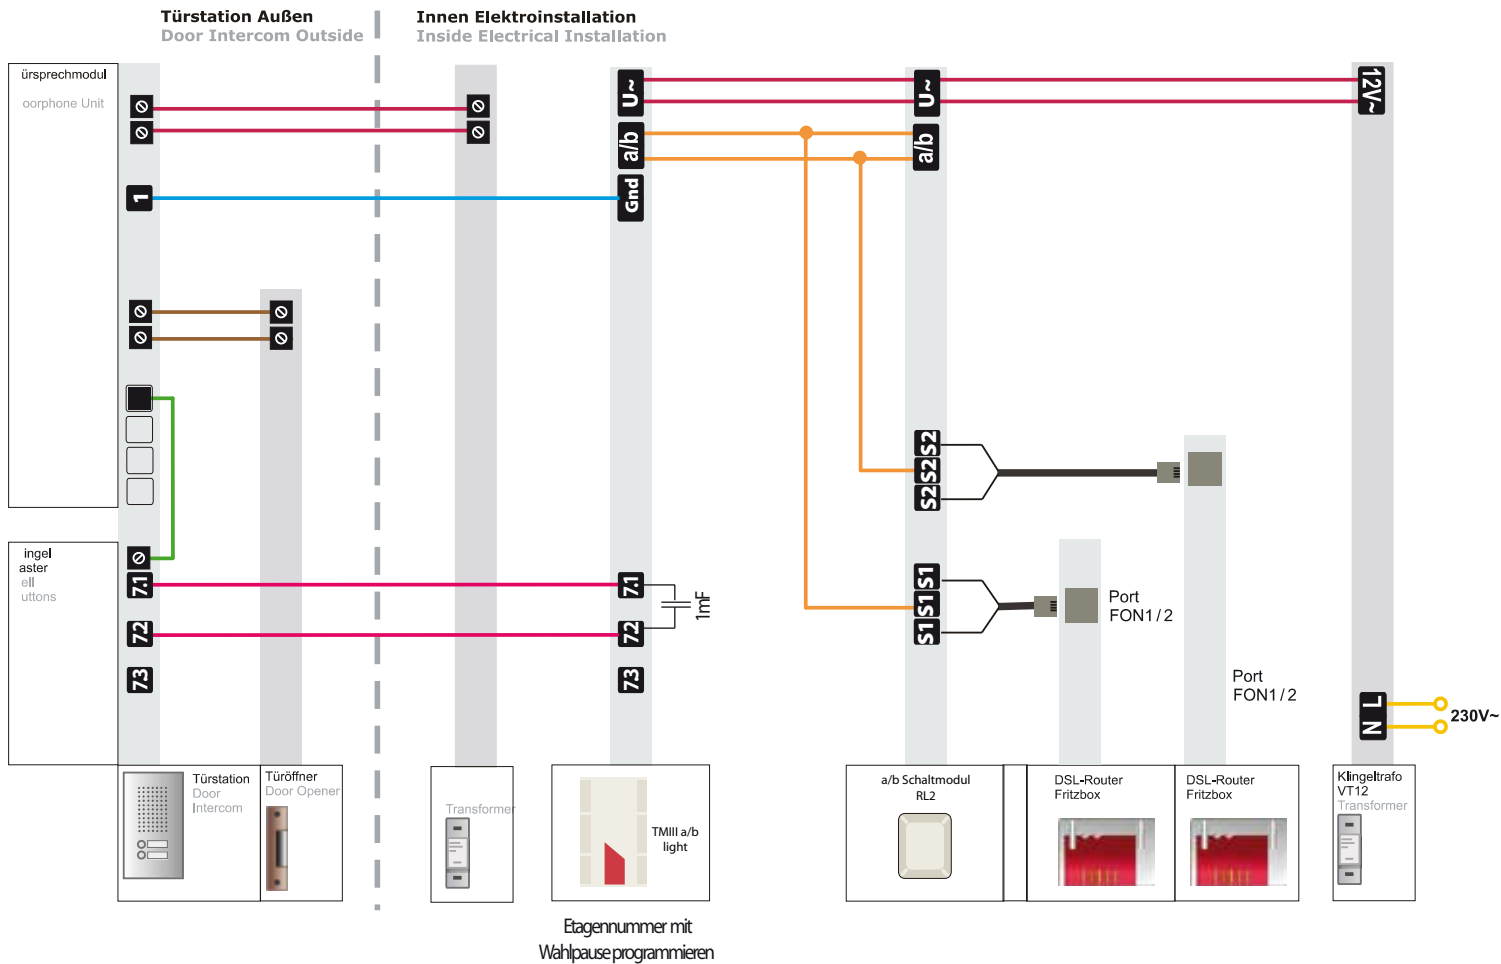 Türstation Außen
Door Intercom Outside
Innen Elektroinstallation
Inside Electrical Installation
ürsprechmodul
oorphone Unit
1
U~
a/b
Gnd
U~
a/b
12V~
S2
S2
S2
S1
S1
S1
ingel
aster
ell
uttons
7.1
7.2
7.3
7.1
7.2
7.3
1mF
Port
FON1/2
Port
FON1/2
L
N
230V~
Türstation
Door
Intercom
Türöffner
Door Opener
Transformer
TMIII a/b
light
a/b Schaltmodul
RL2
DSL-Router
Fritzbox
DSL-Router
Fritzbox
Klingeltrafo
VT12
Transformer
Etagennummer mit
Wahlpause programmieren